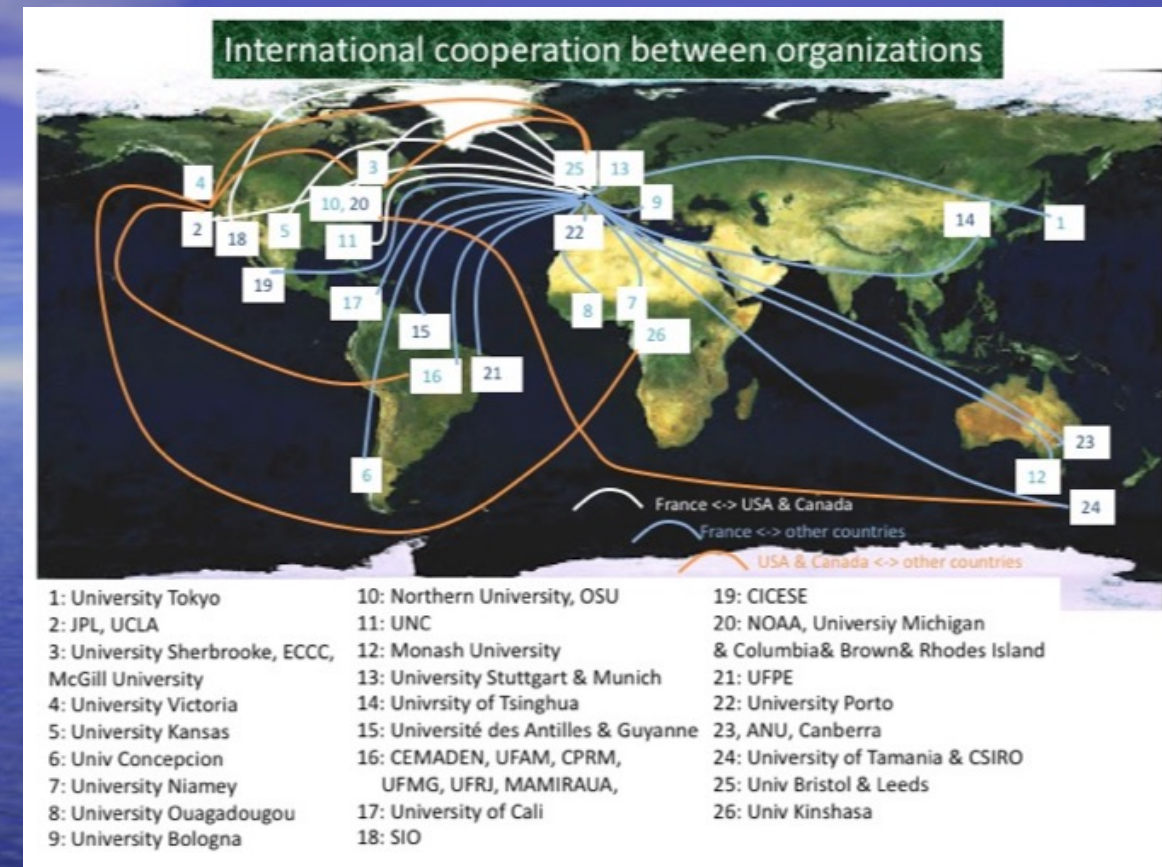 International cooperation between organizations
4
3
25
13
10, 20
9
2
18
5
11
22
14
1
19
17
8
7
15
26
16
21
23
6
12
24
France <-> USA & Canada
France <-> other countries
USA & Canada <-> other countries
1: University Tokyo
2: JPL, UCLA
3: University Sherbrooke, ECCC,
McGill University
4: University Victoria
5: University Kansas
6: Univ Concepcion
7: University Niamey
8: University Ouagadougou
9: University Bologna
10: Northern University, OSU
11: UNC
12: Monash University
13: University Stuttgart & Munich
14: Univrsity of Tsinghua
15: Université des Antilles & Guyanne
16: CEMADEN, UFAM, CPRM,
UFMG, UFRJ, MAMIRAUA,
17: University of Cali
18: SIO
19: CICESE
20: NOAA, Universiy Michigan
& Columbia& Brown& Rhodes Island
21: UFPE
22: University Porto
23, ANU, Canberra
24: University of Tamania & CSIRO
25: Univ Bristol & Leeds
26: Univ Kinshasa